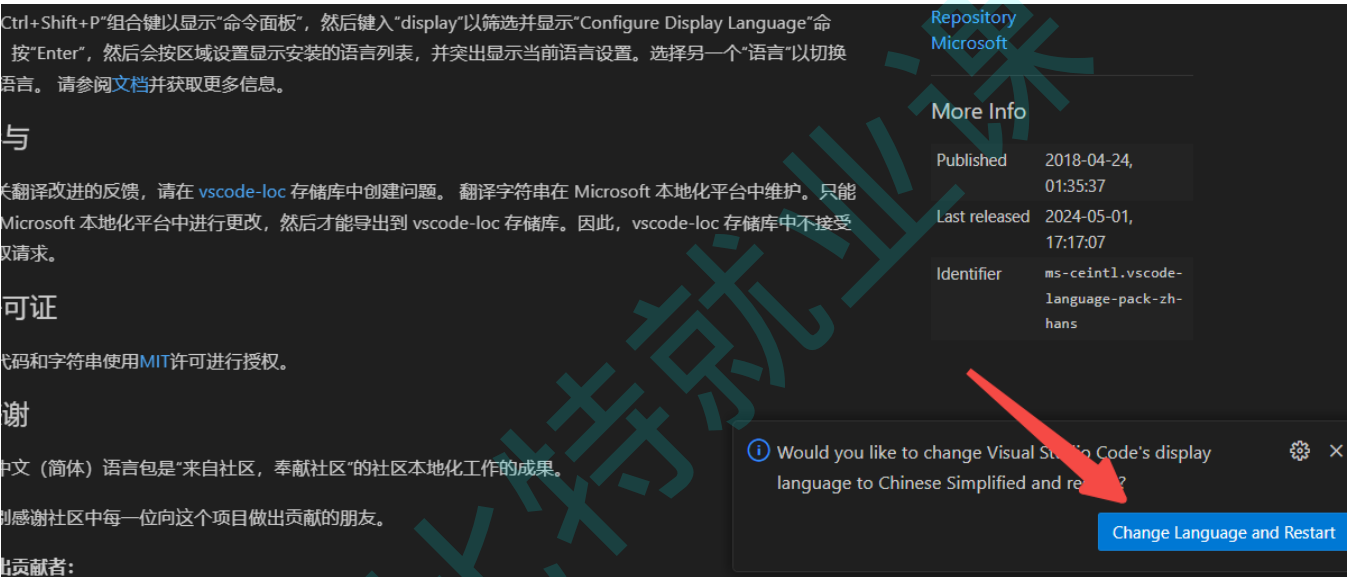 Ctrl+Shift+P"组合键以显示"命令面板"，然后键入"display"以筛选并显示"Configure Display Language"命
按"Enter"，然后会按区域设置显示安装的语言列表，并突出显示当前语言设置。选择另一个"语言"以切换
语言。 请参阅文档并获取更多信息。
与
关翻译改进的反馈，请在 vscode-loc 存储库中创建问题。 翻译字符串在 Microsoft 本地化平台中维护。只能
Microsoft 本地化平台中进行更改，然后才能导出到 vscode-loc 存储库。因此，vscode-loc 存储库中不接受
取请求。
可证
代码和字符串使用MIT许可进行授权。
谢
中文（简体）语言包是"来自社区，奉献社区"的社区本地化工作的成果。
别感谢社区中每一位向这个项目做出贡献的朋友。
出贡献者：
Repository
Microsoft
More Info
Published 2018-04-24,
01:35:37
Last released 2024-05-01,
17:17:07
Identifier ms-ceintl.vscode-
language-pack-zh-
hans
Would you like to change Visual Studio Code's display
language to Chinese Simplified and
Change Language and Restart
比特就业课